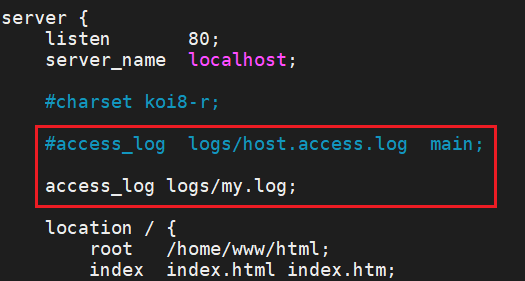 server {
    listen       80;
    server_name  localhost;
    #charset koi8-r;
    #access_log  logs/host.access.log  main;
    access_log logs/my.log;
    location / {
        root   /home/www/html;
        index  index.html index.htm;